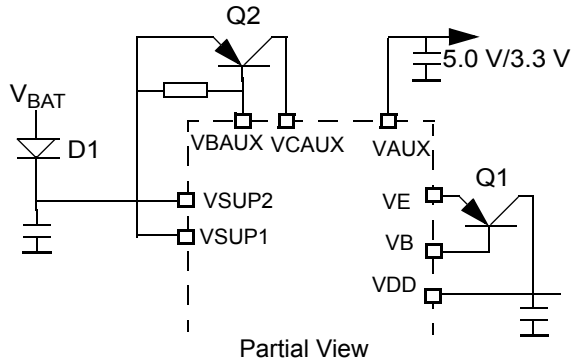 Q2
5.0 V/3.3 V
VBAT
D1
VBAUX VCAUX VAUX
Q1
VSUP2
VE
VSUP1
VB
VDD
Partial View